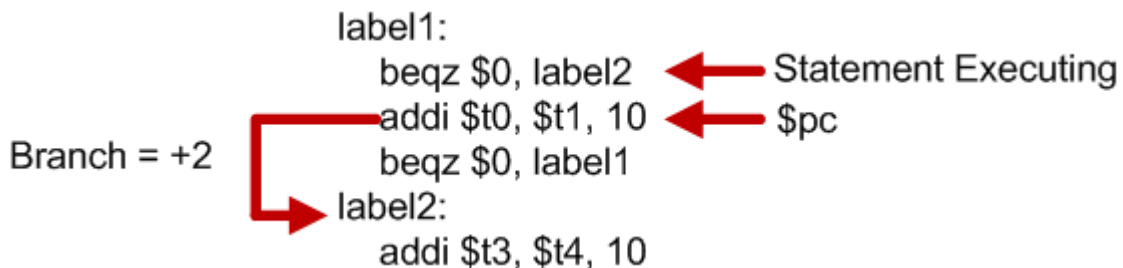 label1:
beqz $0, label2
Statement Executing
addi $t0, $t1, 10
$pc
Branch = +2
beqz $0, label1
label2:
addi $t3, $t4, 10